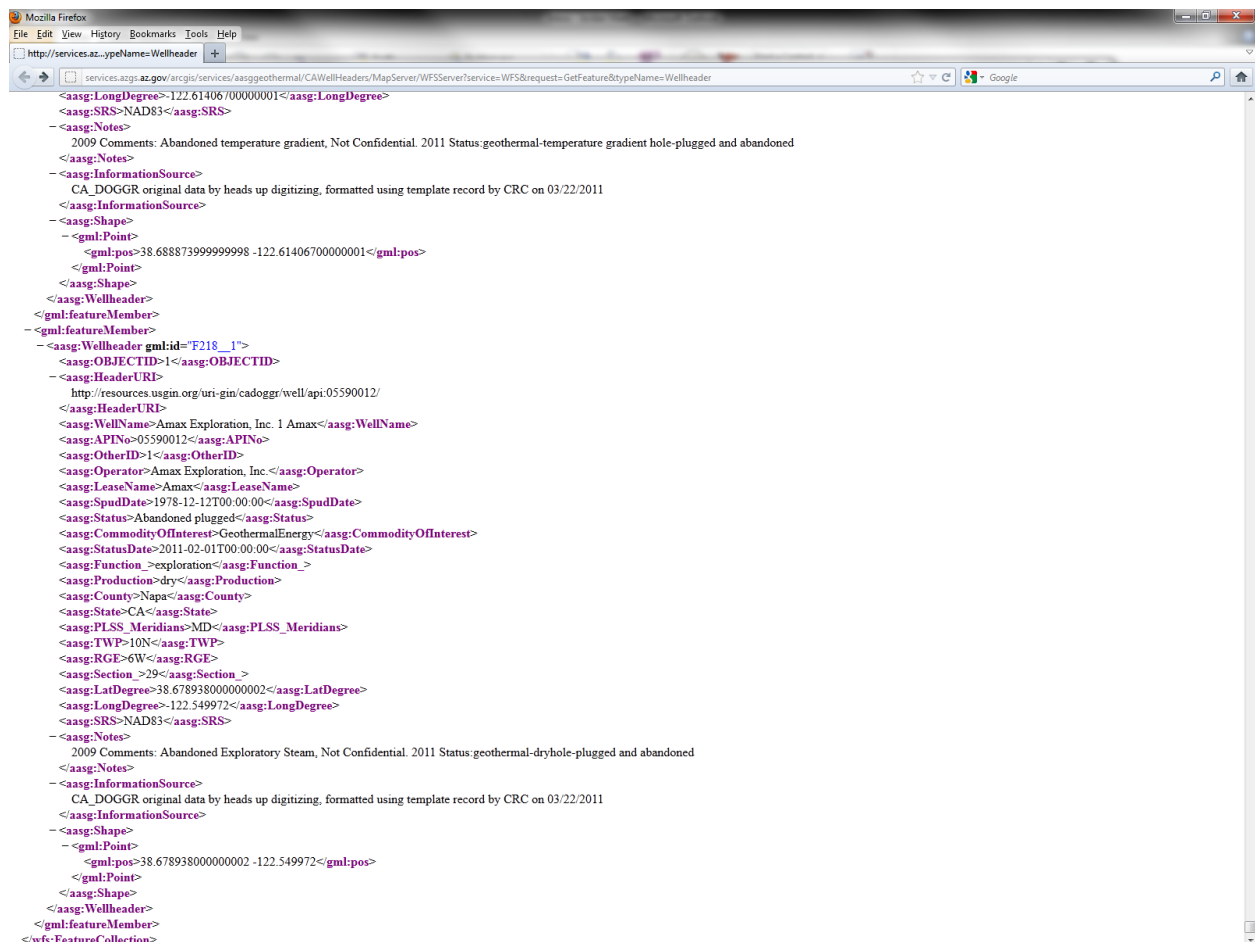 Mozilla Firefox
File Edit View History Bookmarks Tools Help
http://services.az...ypeName=Wellheader +
services.azgs.az.gov/arcgis/services/aasggeothermal/CAWellHeaders/MapServer/WFSServer?service=WFS&request=GetFeature&typeName=Wellheader Google
<aasg:LongDegree>-122.61406700000001</aasg:LongDegree>
<aasg:SRS>NAD83</aasg:SRS>
−<aasg:Notes>
2009 Comments: Abandoned temperature gradient, Not Confidential. 2011 Status:geothermal-temperature gradient hole-plugged and abandoned
</aasg:Notes>
−<aasg:InformationSource>
CA_DOGGR original data by heads up digitizing, formatted using template record by CRC on 03/22/2011
</aasg:InformationSource>
−<aasg:Shape>
−<gml:Point>
<gml:pos>38.688873999999998 -122.61406700000001</gml:pos>
</gml:Point>
</aasg:Shape>
</aasg:Wellheader>
</gml:featureMember>
−<gml:featureMember>
−<aasg:Wellheader gml:id="F218__1">
<aasg:OBJECTID>1</aasg:OBJECTID>
−<aasg:HeaderURI>
http://resources.usgin.org/uri-gin/cadoggr/well/api:05590012/
</aasg:HeaderURI>
<aasg:WellName>Amax Exploration, Inc. 1 Amax</aasg:WellName>
<aasg:APINo>05590012</aasg:APINo>
<aasg:OtherID>1</aasg:OtherID>
<aasg:Operator>Amax Exploration, Inc.</aasg:Operator>
<aasg:LeaseName>Amax</aasg:LeaseName>
<aasg:SpudDate>1978-12-12T00:00:00</aasg:SpudDate>
<aasg:Status>Abandoned plugged</aasg:Status>
<aasg:CommodityOfInterest>GeothermalEnergy</aasg:CommodityOfInterest>
<aasg:StatusDate>2011-02-01T00:00:00</aasg:StatusDate>
<aasg:Function_>exploration</aasg:Function_>
<aasg:Production>dry</aasg:Production>
<aasg:County>Napa</aasg:County>
<aasg:State>CA</aasg:State>
<aasg:PLSS_Meridians>MD</aasg:PLSS_Meridians>
<aasg:TWP>10N</aasg:TWP>
<aasg:RGE>6W</aasg:RGE>
<aasg:Section_>29</aasg:Section_>
<aasg:LatDegree>38.678938000000002</aasg:LatDegree>
<aasg:LongDegree>-122.549972</aasg:LongDegree>
<aasg:SRS>NAD83</aasg:SRS>
−<aasg:Notes>
2009 Comments: Abandoned Exploratory Steam, Not Confidential. 2011 Status:geothermal-dryhole-plugged and abandoned
</aasg:Notes>
−<aasg:InformationSource>
CA_DOGGR original data by heads up digitizing, formatted using template record by CRC on 03/22/2011
</aasg:InformationSource>
−<aasg:Shape>
−<gml:Point>
<gml:pos>38.678938000000002 -122.549972</gml:pos>
</gml:Point>
</aasg:Shape>
</aasg:Wellheader>
</gml:featureMember>
</wfs:FeatureCollection>